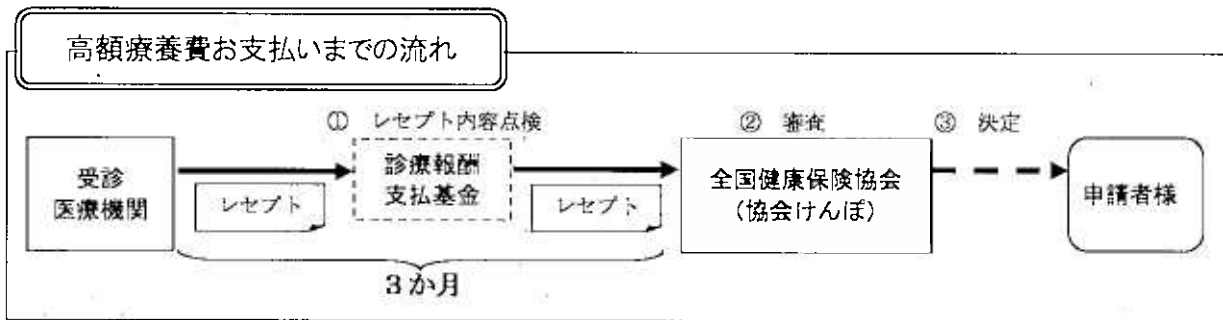 高額療養費お支払いまでの流れ
① レセプト内容点検
② 審査
③ 決定
受診
医療機関
レセプト
診療報酬
支払基金
レセプト
全国健康保険協会
(協会けんぽ)
申請者様
3か月